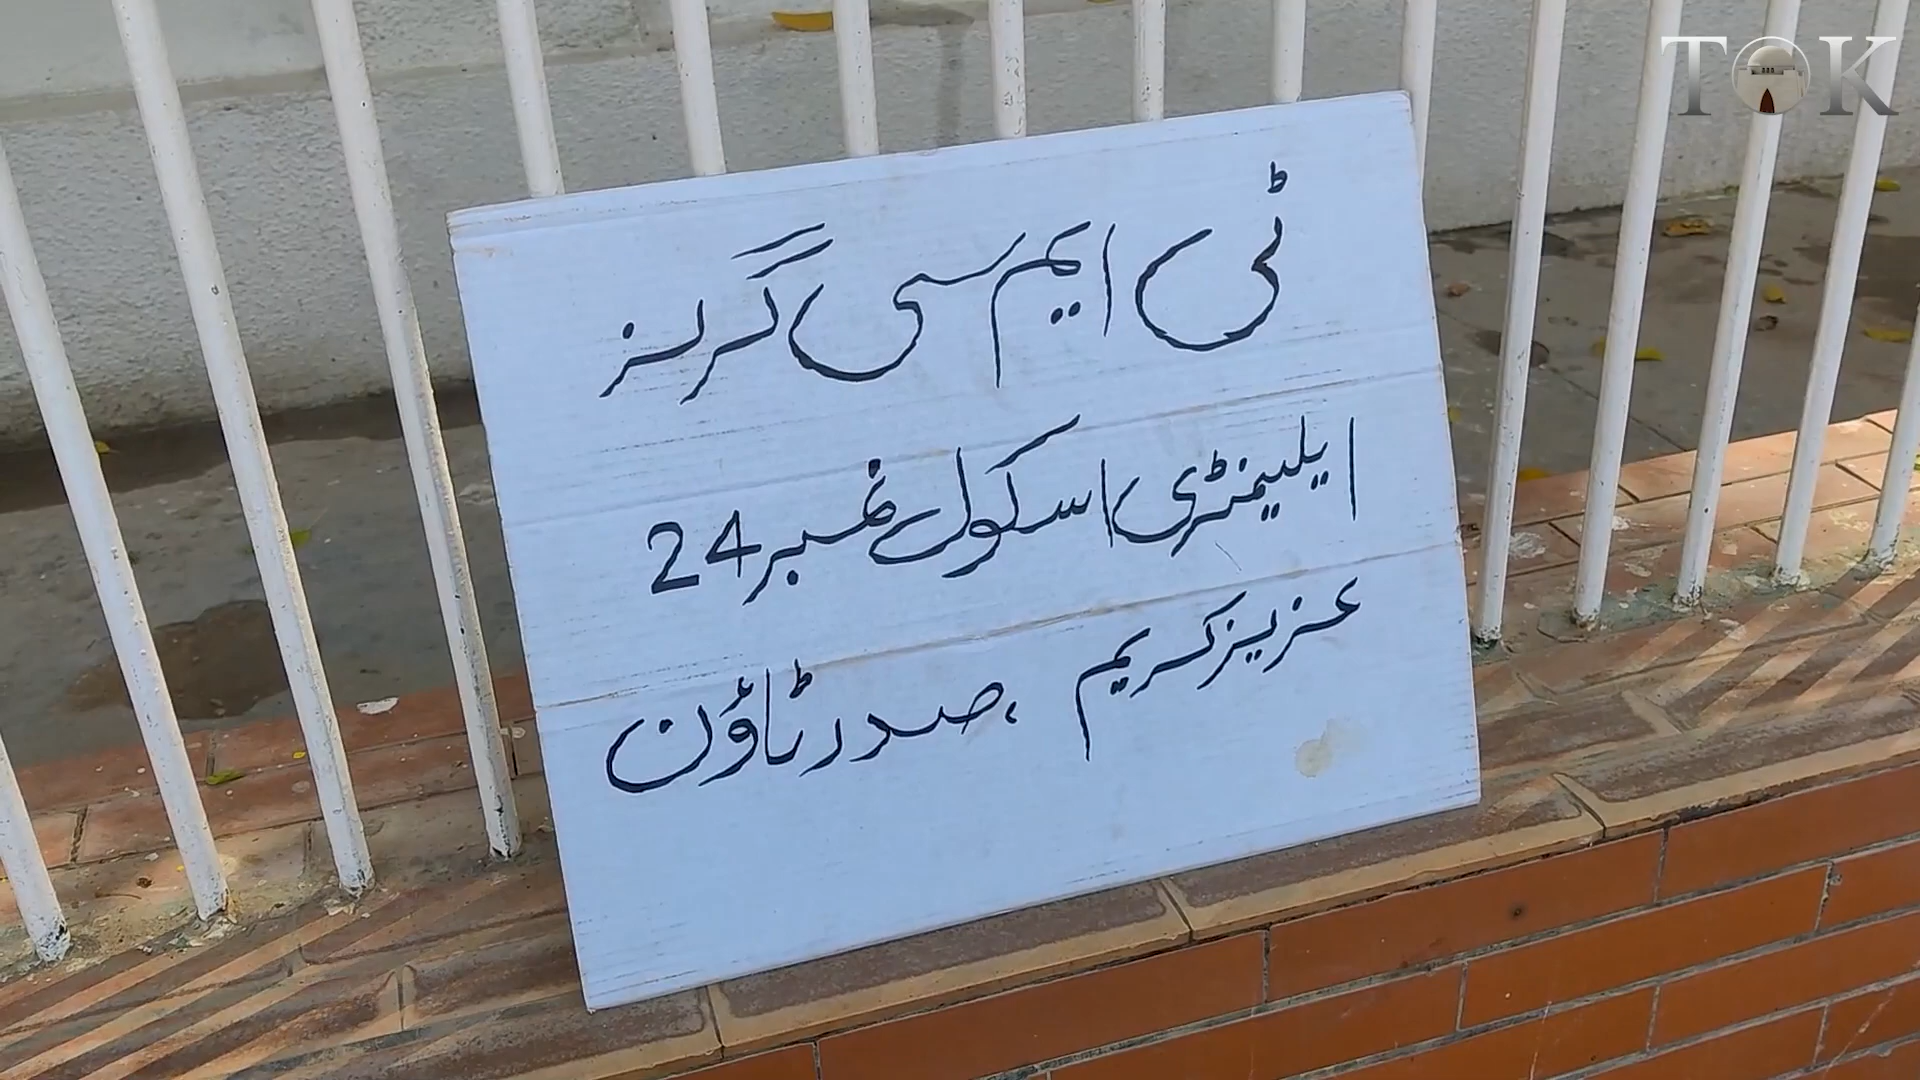 ٹی ایم سی گرلز
ایلیمنٹری اسکول نمبر 24
عزیز کریم ، صدر ٹاؤن
TOK